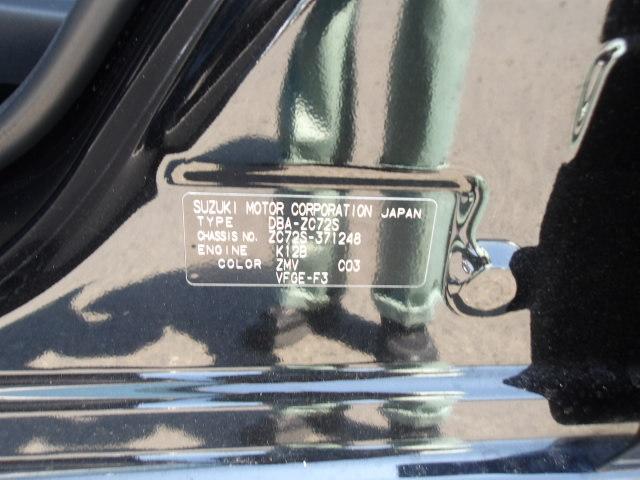 SUZUKI MOTOR CORPORATION JAPAN
TYPE DBA-ZC72S
CHASSIS NO. ZC72S-371248
ENGINE K12B
COLOR ZMV C03
VFGE-F3